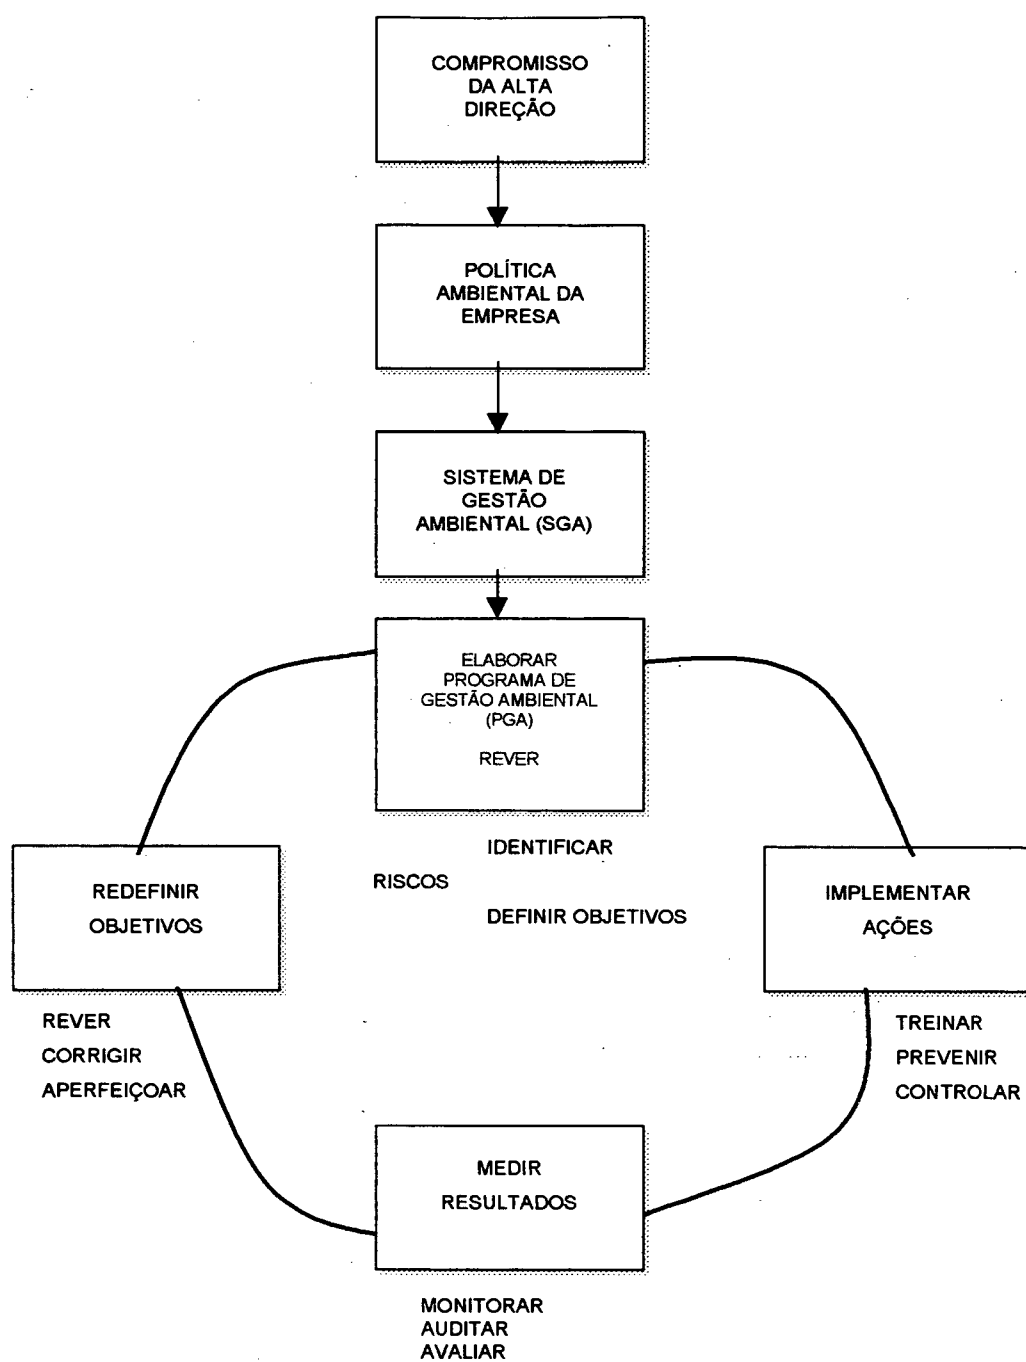 COMPROMISSO
DA ALTA
DIREÇÃO
POLÍTICA
AMBIENTAL DA
EMPRESA
SISTEMA DE
GESTÃO
AMBIENTAL (SGA)
ELABORAR
PROGRAMA DE
GESTÃO AMBIENTAL
(PGA)
REVER
IDENTIFICAR
RISCOS
DEFINIR OBJETIVOS
REDEFINIR
OBJETIVOS
REVER
CORRIGIR
APERFEIÇOAR
IMPLEMENTAR
AÇÕES
TREINAR
PREVENIR
CONTROLAR
MEDIR
RESULTADOS
MONITORAR
AUDITAR
AVALIAR